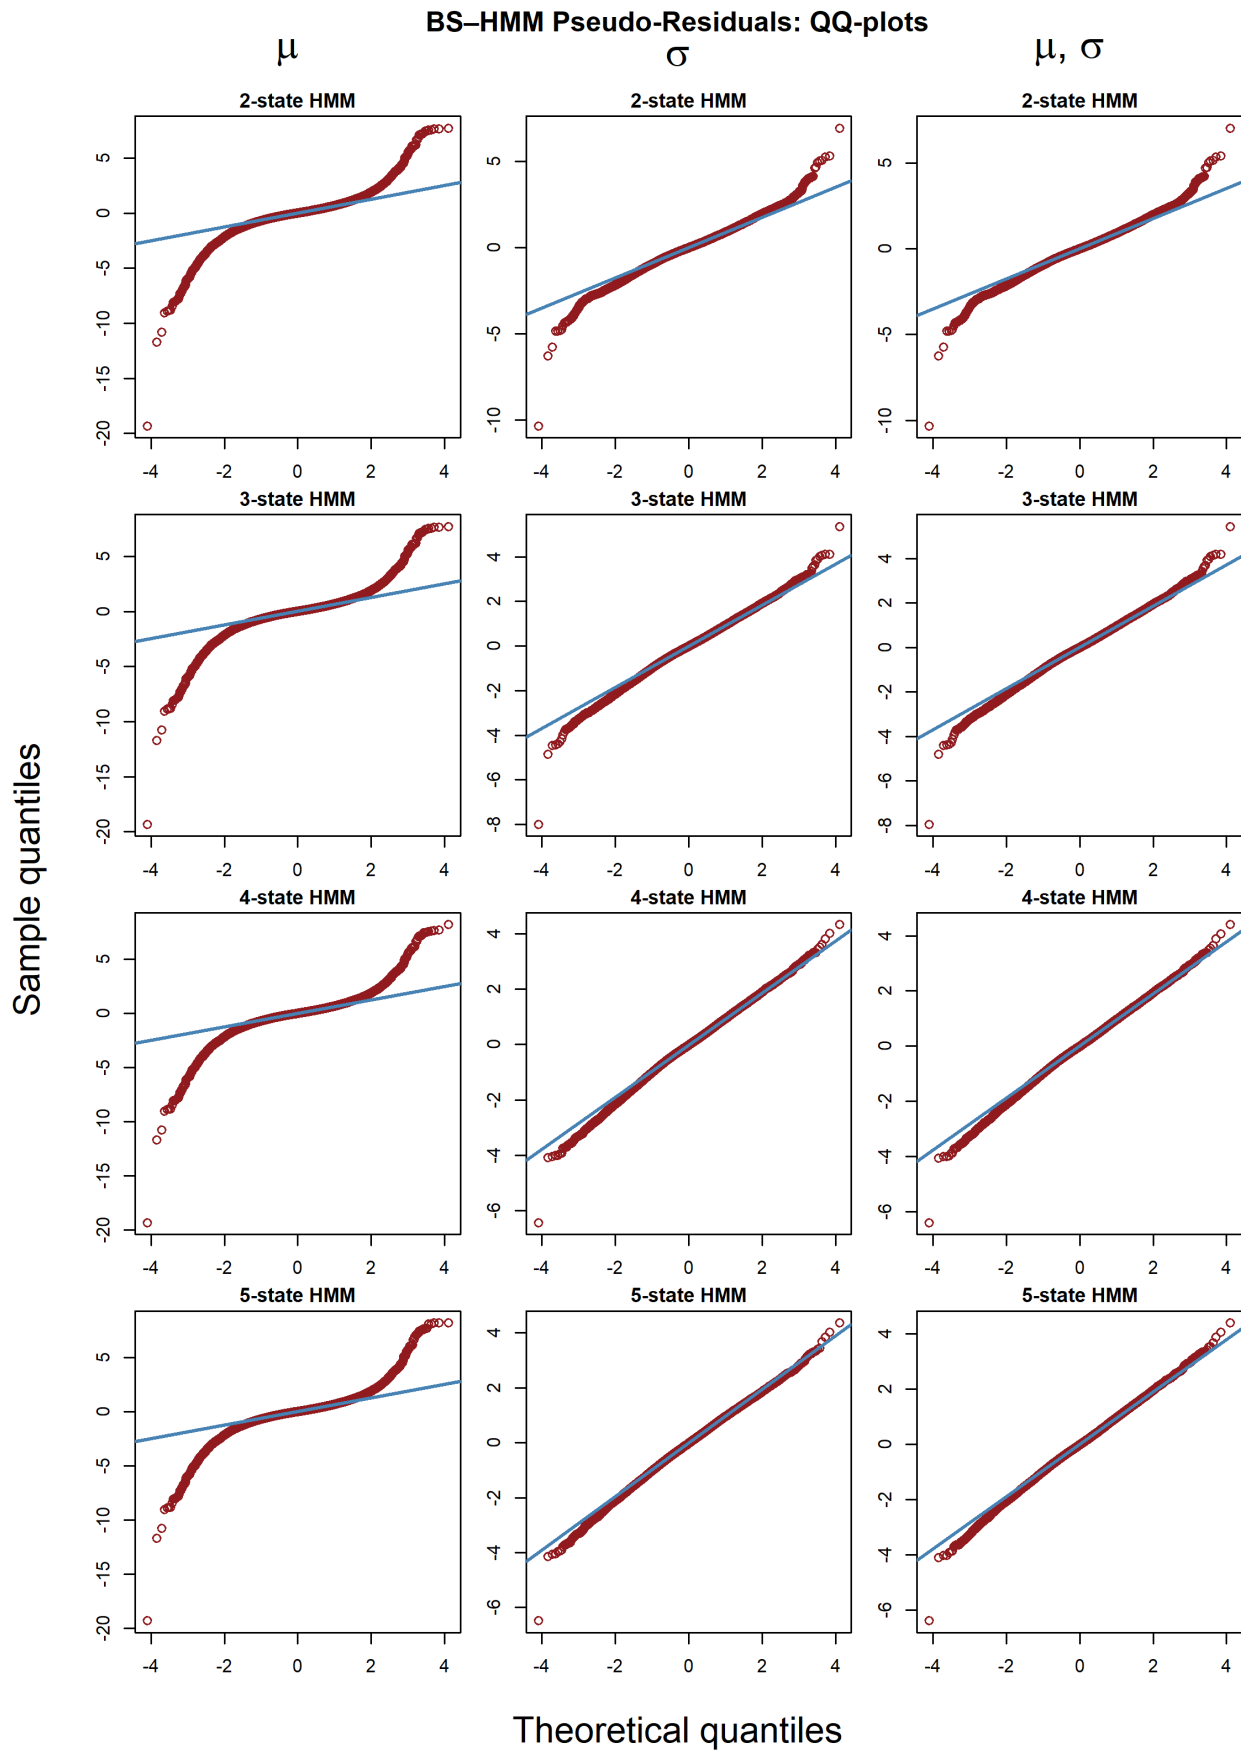 BS–HMM Pseudo-Residuals: QQ-plots
μ σ μ, σ
2-state HMM 2-state HMM 2-state HMM
5 0 -5 -10 -15 -20
5 0 -5 -10
5 0 -5 -10
-4 -2 0 2 4 -4 -2 0 2 4 -4 -2 0 2 4
3-state HMM 3-state HMM 3-state HMM
5 0 -5 -10 -15 -20
4 2 0 -2 -4 -6 -8
4 2 0 -2 -4 -6 -8
-4 -2 0 2 4 -4 -2 0 2 4 -4 -2 0 2 4
Sample quantiles
4-state HMM 4-state HMM 4-state HMM
5 0 -5 -10 -15 -20
4 2 0 -2 -4 -6
4 2 0 -2 -4 -6
-4 -2 0 2 4 -4 -2 0 2 4 -4 -2 0 2 4
5-state HMM 5-state HMM 5-state HMM
5 0 -5 -10 -15 -20
4 2 0 -2 -4 -6
4 2 0 -2 -4 -6
-4 -2 0 2 4 -4 -2 0 2 4 -4 -2 0 2 4
Theoretical quantiles